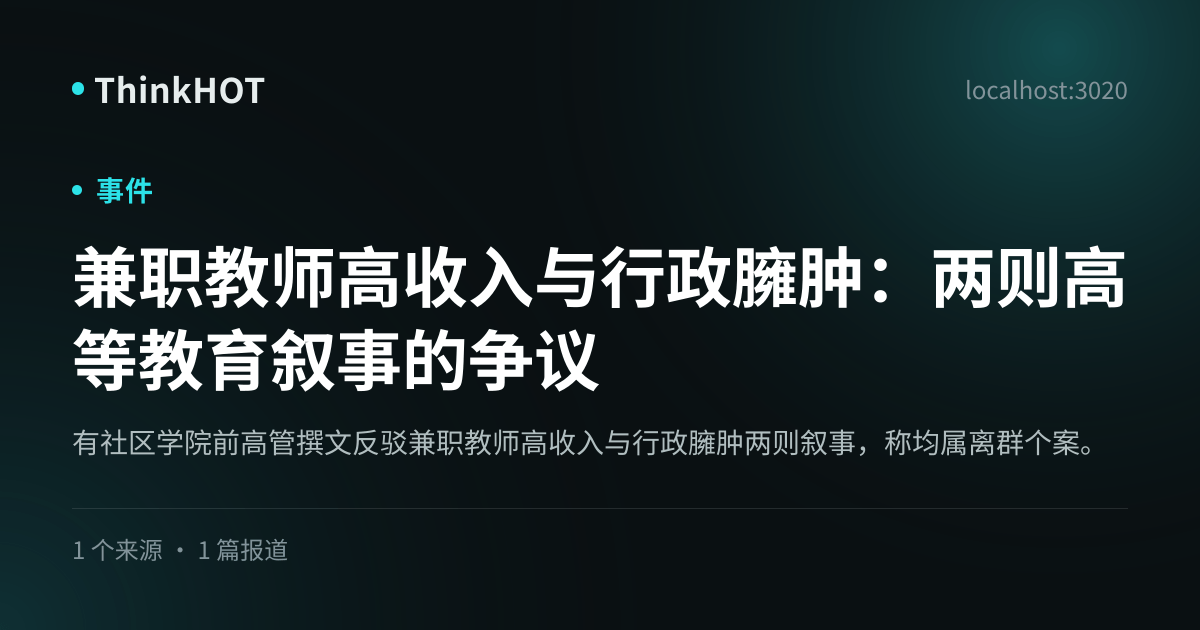 ThinkHOT
localhost:3020
事件
兼职教师高收入与行政臃肿：两则高
等教育叙事的争议
有社区学院前高管撰文反驳兼职教师高收入与行政臃肿两则叙事，称均属离群个案。
1 个来源 · 1 篇报道